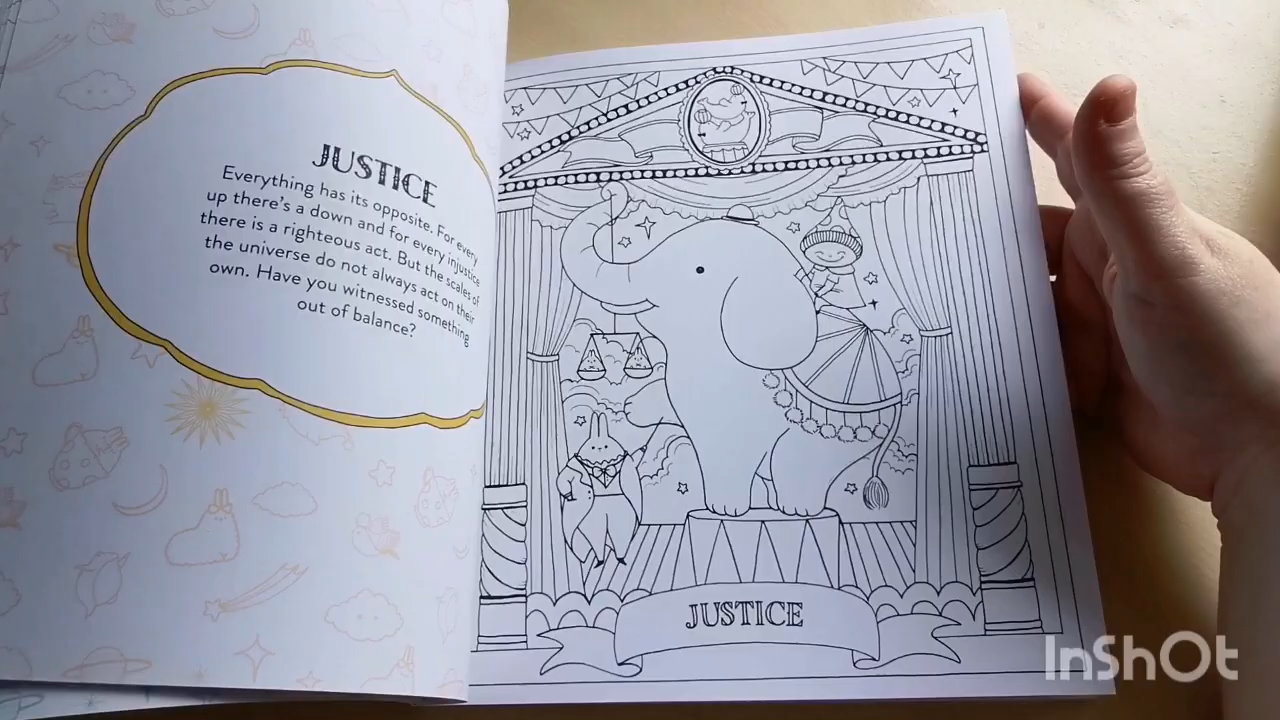 JUSTICE
Everything has its opposite. For every
up there's a down and for every injustice
there is a righteous act. But the scales of
the universe do not always act on their
own. Have you witnessed something
out of balance?
JUSTICE
InShOt